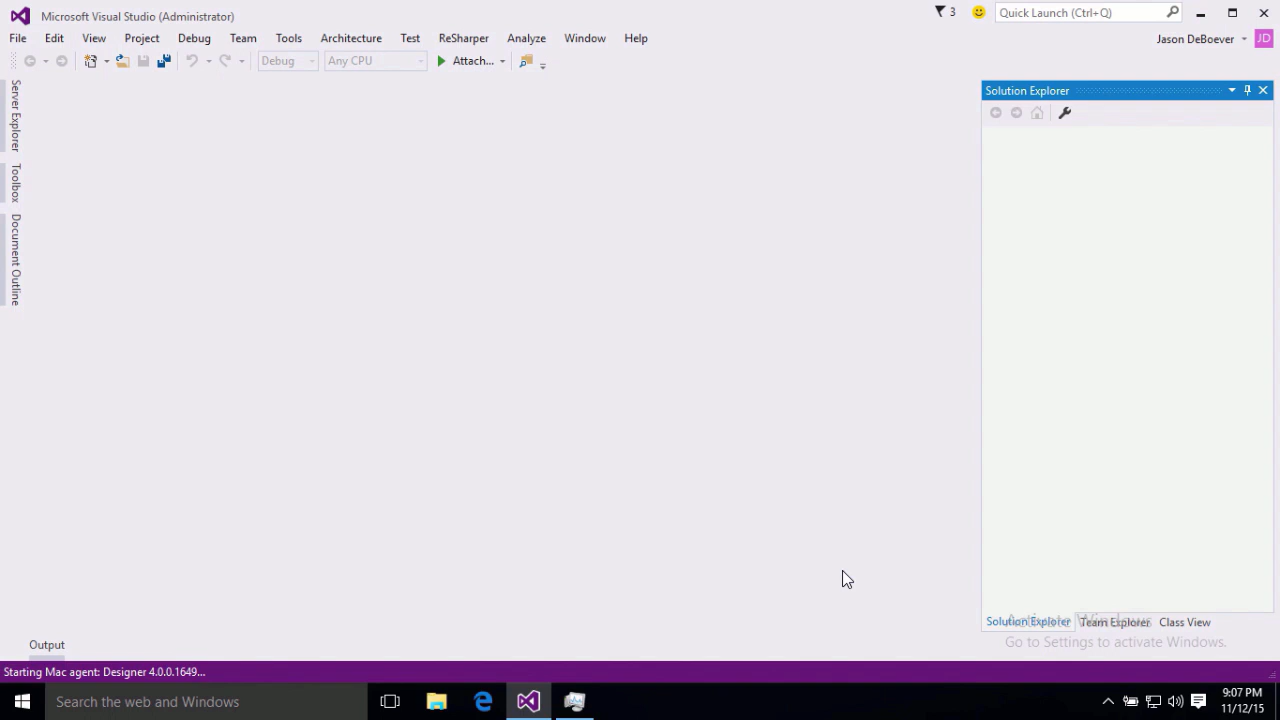 Microsoft Visual Studio (Administrator)
3
Quick Launch (Ctrl+Q)
File Edit View Project Debug Team Tools Architecture Test ReSharper Analyze Window Help
Jason DeBoever JD
Debug Any CPU Attach...
Server Explorer
Toolbox
Document Outline
Solution Explorer
Activate Windows
Solution Explorer Team Explorer Class View
Go to Settings to activate Windows.
Output
Starting Mac agent: Designer 4.0.0.1649...
Search the web and Windows
9:07 PM
11/12/15